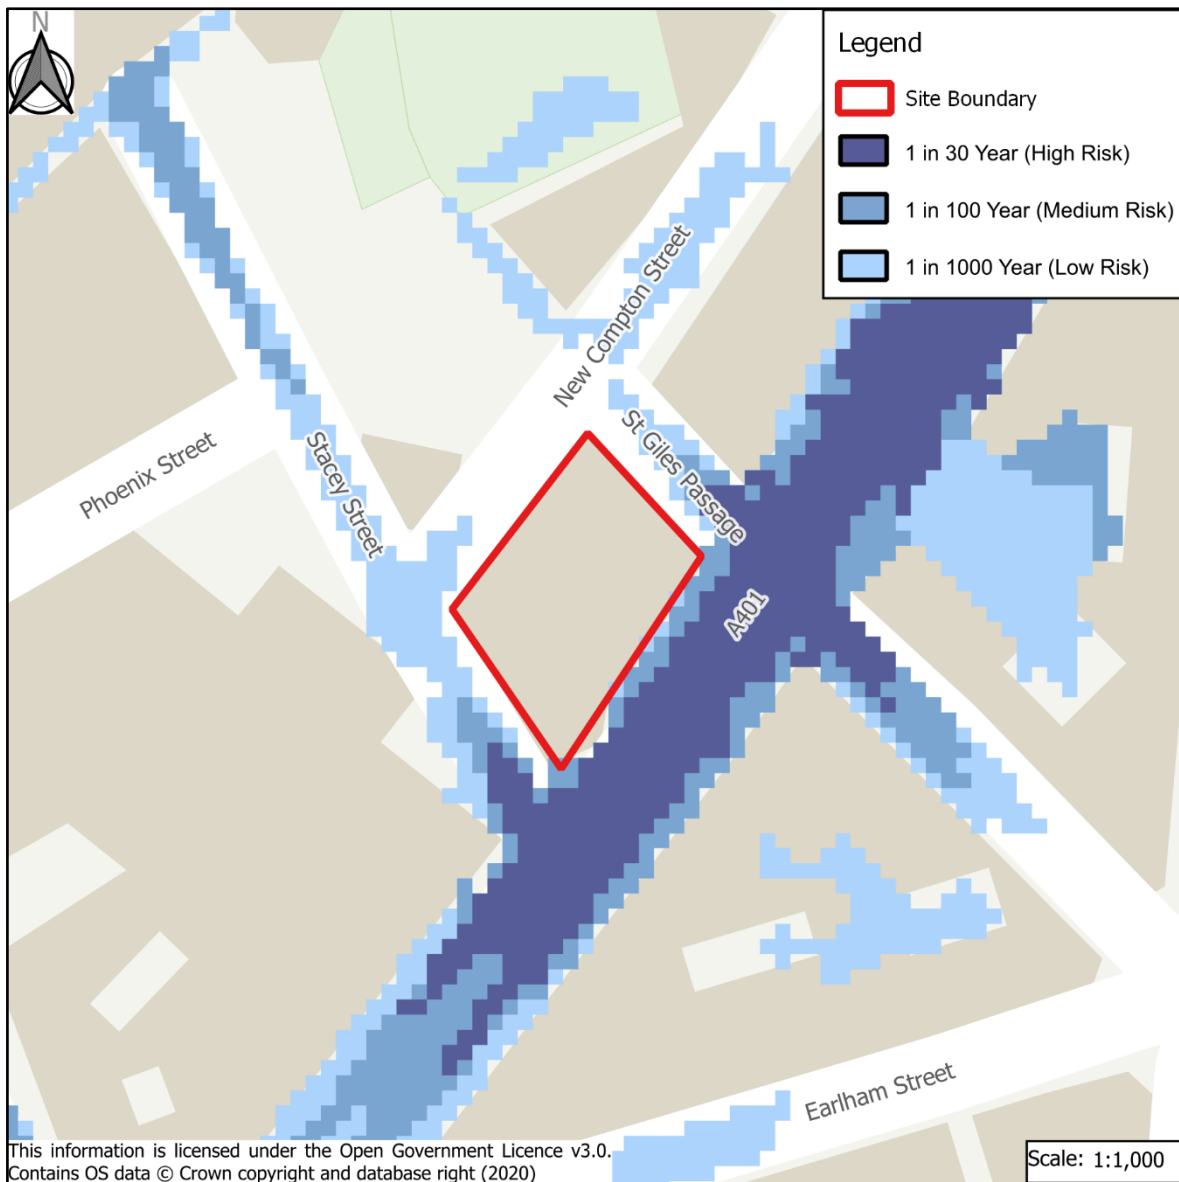 N
Legend
Site Boundary
1 in 30 Year (High Risk)
1 in 100 Year (Medium Risk)
1 in 1000 Year (Low Risk)
New Compton Street
St Giles Passage
Phoenix Street
Stacey Street
A401
Earlham Street
This information is licensed under the Open Government Licence v3.0.
Contains OS data © Crown copyright and database right (2020)
Scale: 1:1,000